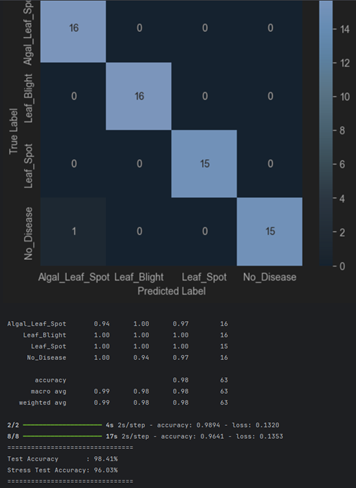 Algal_Leaf_Spot 16 0 0 0
14
12
Leaf_Blight 0 16 0 0
10
True Label
8
Leaf_Spot 0 0 15 0
6
4
No_Disease 1 0 0 15
2
0
Algal_Leaf_Spot Leaf_Blight Leaf_Spot No_Disease
Predicted Label
Algal_Leaf_Spot 0.94 1.00 0.97 16
Leaf_Blight 1.00 1.00 1.00 16
Leaf_Spot 1.00 1.00 1.00 15
No_Disease 1.00 0.94 0.97 16
accuracy 0.98 63
macro avg 0.99 0.98 0.98 63
weighted avg 0.99 0.98 0.98 63
2/2 ━━━━━━━━━━━━━━━━━━━━ 4s 2s/step - accuracy: 0.9894 - loss: 0.1320
8/8 ━━━━━━━━━━━━━━━━━━━━ 17s 2s/step - accuracy: 0.9641 - loss: 0.1353
================================
Test Accuracy : 98.41%
Stress Test Accuracy: 96.03%
================================